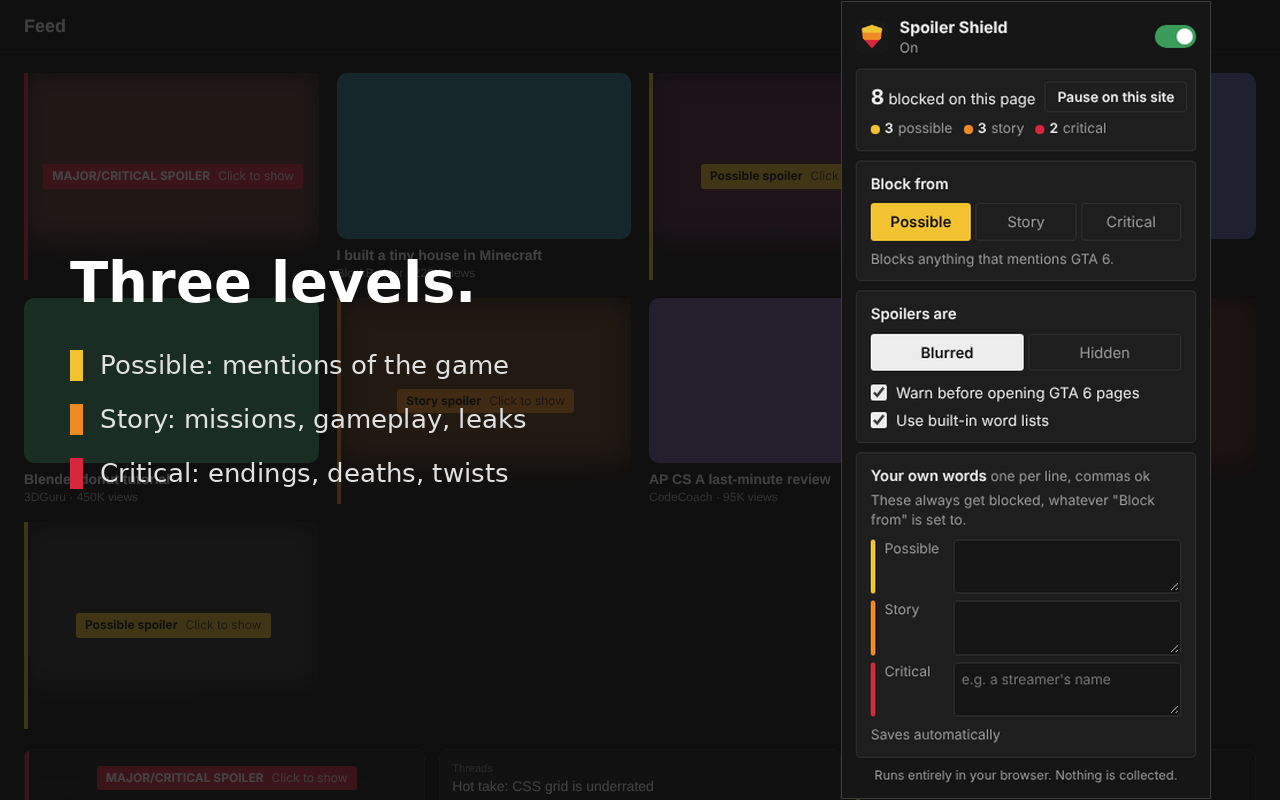 Feed
MAJOR/CRITICAL SPOILER Click to show
Possible spoiler Click
I built a tiny house in Minecraft
views
Three levels.
Possible: mentions of the game
Story spoiler Click to show
Story: missions, gameplay, leaks
Critical: endings, deaths, twists
Blender donut tutorial
3DGuru · 450K views
AP CS A last-minute review
CodeCoach · 95K views
Possible spoiler Click to show
MAJOR/CRITICAL SPOILER Click to show
Threads
Hot take: CSS grid is underrated
Spoiler Shield
On
8 blocked on this page
Pause on this site
3 possible 3 story 2 critical
Block from
Possible Story Critical
Blocks anything that mentions GTA 6.
Spoilers are
Blurred Hidden
Warn before opening GTA 6 pages
Use built-in word lists
Your own words one per line, commas ok
These always get blocked, whatever "Block
from" is set to.
Possible
Story
Critical
e.g. a streamer's name
Saves automatically
Runs entirely in your browser. Nothing is collected.